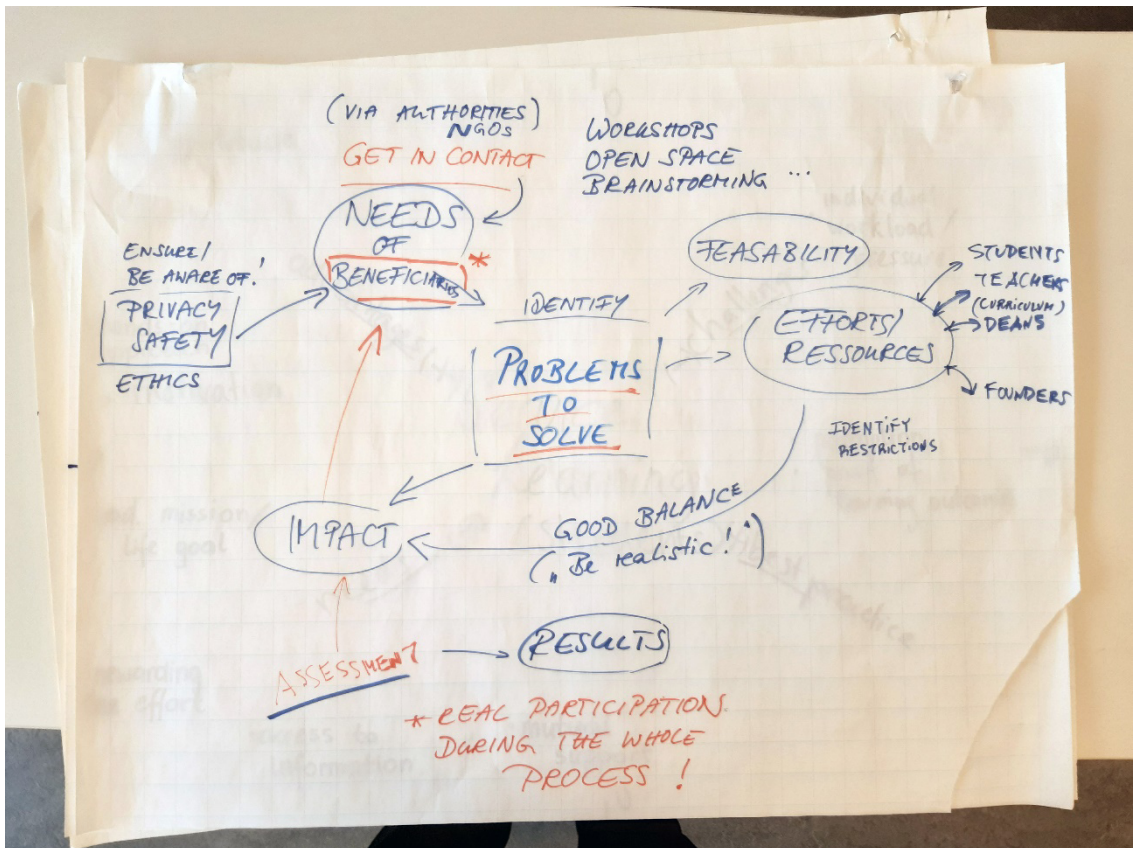 (VIA AUTHORITIES)
NGOs
GET IN CONTACT
WORKSHOPS
OPEN SPACE
BRAINSTORMING ...
NEEDS
OF
BENEFICIARIES *
ENSURE/
BE AWARE OF!
PRIVACY
SAFETY
ETHICS
IDENTIFY
PROBLEMS
TO
SOLVE
FEASABILITY
EFFORTS/
RESSOURCES
STUDENTS
TEACHERS
(CURRICULUM)
DEANS
FOUNDERS
IDENTIFY
RESTRICTIONS
IMPACT
GOOD BALANCE
(„Be realistic!“)
ASSESSMENT
RESULTS
* REAL PARTICIPATION
DURING THE WHOLE
PROCESS!